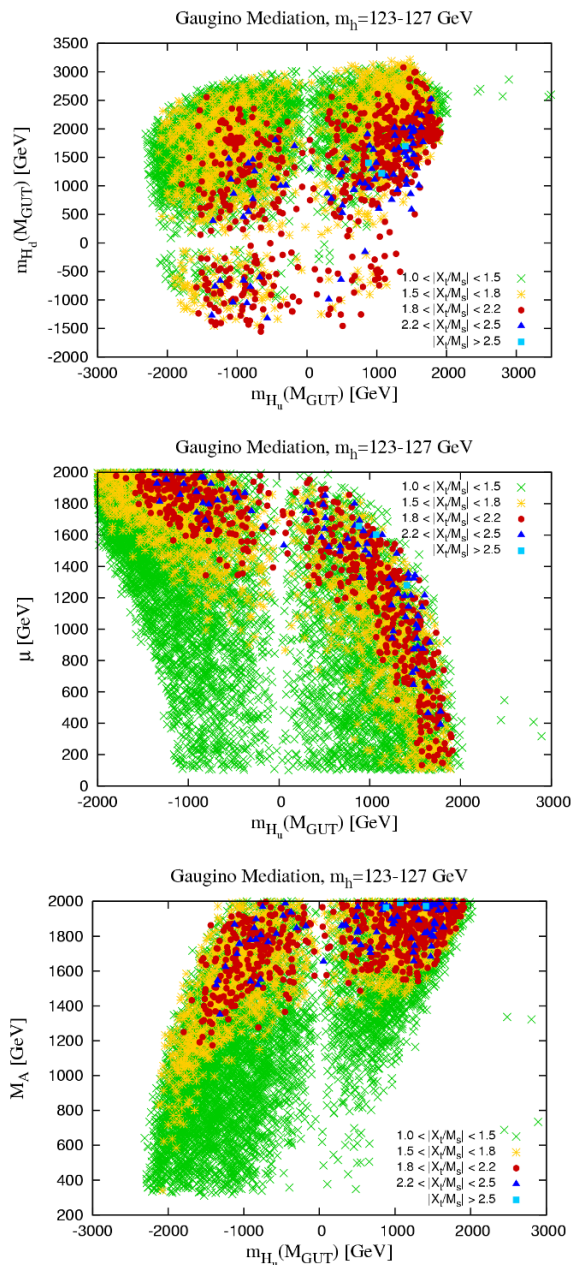 Gaugino Mediation, m_h=123-127 GeV
m_{H_d}(M_{GUT}) [GeV]
3500
3000
2500
2000
1500
1000
500
0
-500
-1000
-1500
-2000
1.0 < |X_t/M_s| < 1.5
1.5 < |X_t/M_s| < 1.8
1.8 < |X_t/M_s| < 2.2
2.2 < |X_t/M_s| < 2.5
|X_t/M_s| > 2.5
-3000 -2000 -1000 0 1000 2000 3000
m_{H_u}(M_{GUT}) [GeV]
Gaugino Mediation, m_h=123-127 GeV
μ [GeV]
2000
1800
1600
1400
1200
1000
800
600
400
200
0
1.0 < |X_t/M_s| < 1.5
1.5 < |X_t/M_s| < 1.8
1.8 < |X_t/M_s| < 2.2
2.2 < |X_t/M_s| < 2.5
|X_t/M_s| > 2.5
-2000 -1000 0 1000 2000 3000
m_{H_u}(M_{GUT}) [GeV]
Gaugino Mediation, m_h=123-127 GeV
M_A [GeV]
2000
1800
1600
1400
1200
1000
800
600
400
200
1.0 < |X_t/M_s| < 1.5
1.5 < |X_t/M_s| < 1.8
1.8 < |X_t/M_s| < 2.2
2.2 < |X_t/M_s| < 2.5
|X_t/M_s| > 2.5
-3000 -2000 -1000 0 1000 2000 3000
m_{H_u}(M_{GUT}) [GeV]